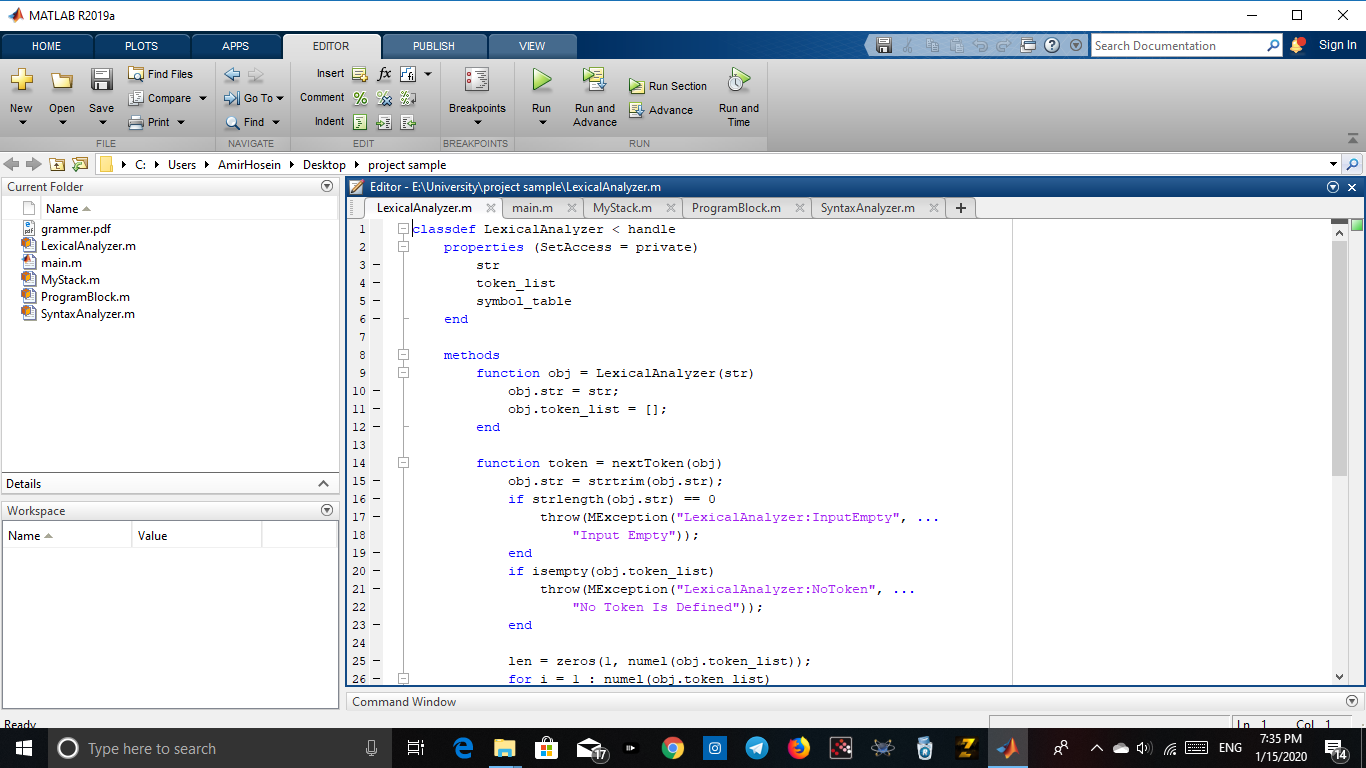 MATLAB R2019a
HOME PLOTS APPS EDITOR PUBLISH VIEW Search Documentation Sign In
New Open Save Find Files Compare Print
Go To Find
Insert fx
Comment
Indent
Breakpoints
Run Run and Advance Run Section Advance Run and Time
FILE NAVIGATE EDIT BREAKPOINTS RUN
C: Users AmirHosein Desktop project sample
Current Folder
Name
grammer.pdf
LexicalAnalyzer.m
main.m
MyStack.m
ProgramBlock.m
SyntaxAnalyzer.m
Details
Workspace
Name Value
Editor - E:\University\project sample\LexicalAnalyzer.m
LexicalAnalyzer.m main.m MyStack.m ProgramBlock.m SyntaxAnalyzer.m +
1 classdef LexicalAnalyzer < handle
2 properties (SetAccess = private)
3 str
4 token_list
5 symbol_table
6 end
7
8 methods
9 function obj = LexicalAnalyzer(str)
10 obj.str = str;
11 obj.token_list = [];
12 end
13
14 function token = nextToken(obj)
15 obj.str = strtrim(obj.str);
16 if strlength(obj.str) == 0
17 throw(MException("LexicalAnalyzer:InputEmpty", ...
18 "Input Empty"));
19 end
20 if isempty(obj.token_list)
21 throw(MException("LexicalAnalyzer:NoToken", ...
22 "No Token Is Defined"));
23 end
24
25 len = zeros(1, numel(obj.token_list));
26 for i = 1 : numel(obj.token_list)
Command Window
Ready Ln 1 Col 1
Type here to search 17 ENG 7:35 PM 14
1/15/2020